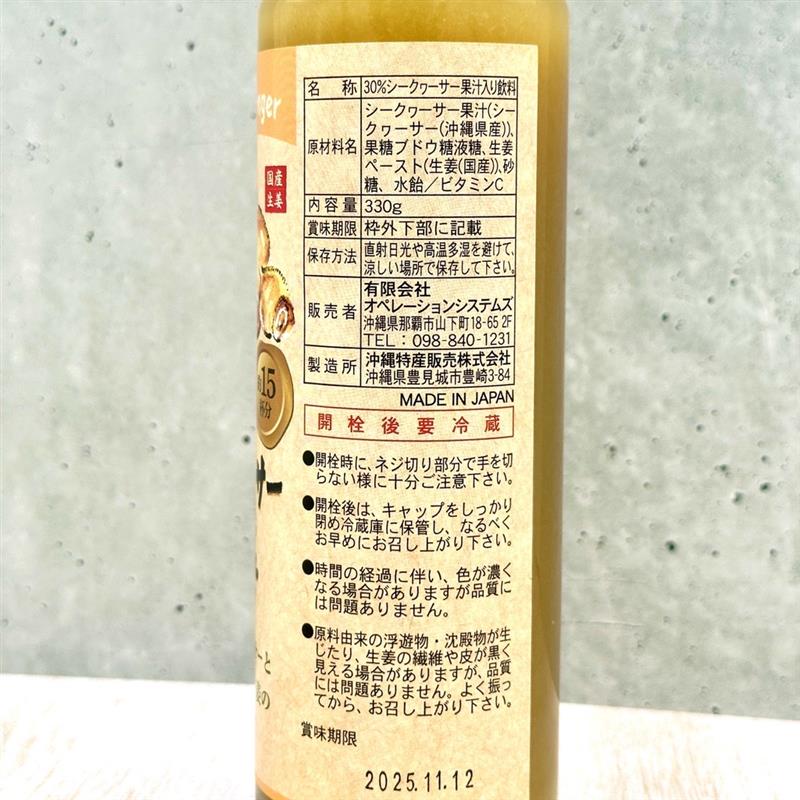 nger
国産
生姜
15
杯分
サー
ーと
の
名称 30%シークヮーサー果汁入り飲料
原材料名 シークヮーサー果汁(シー
クヮーサー(沖縄県産))、
果糖ブドウ糖液糖、生姜
ペースト(生姜(国産))、砂
糖、水飴／ビタミンC
内容量 330g
賞味期限 枠外下部に記載
保存方法 直射日光や高温多湿を避けて、
涼しい場所で保存して下さい。
販売者 有限会社
オペレーションシステムズ
沖縄県那覇市山下町18-65 2F
TEL：098-840-1231
製造所 沖縄特産販売株式会社
沖縄県豊見城市豊崎3-84
MADE IN JAPAN
開栓後要冷蔵
●開栓時に、ネジ切り部分で手を切
らない様に十分ご注意下さい。
●開栓後は、キャップをしっかり
閉め冷蔵庫に保管し、なるべく
お早めにお召し上がり下さい。
●時間の経過に伴い、色が濃く
なる場合がありますが品質に
は問題ありません。
●原料由来の浮遊物・沈殿物が生
じたり、生姜の繊維や皮が黒く
見える場合がありますが、品質
には問題ありません。よく振っ
てから、お召し上がり下さい。
賞味期限
2025.11.12